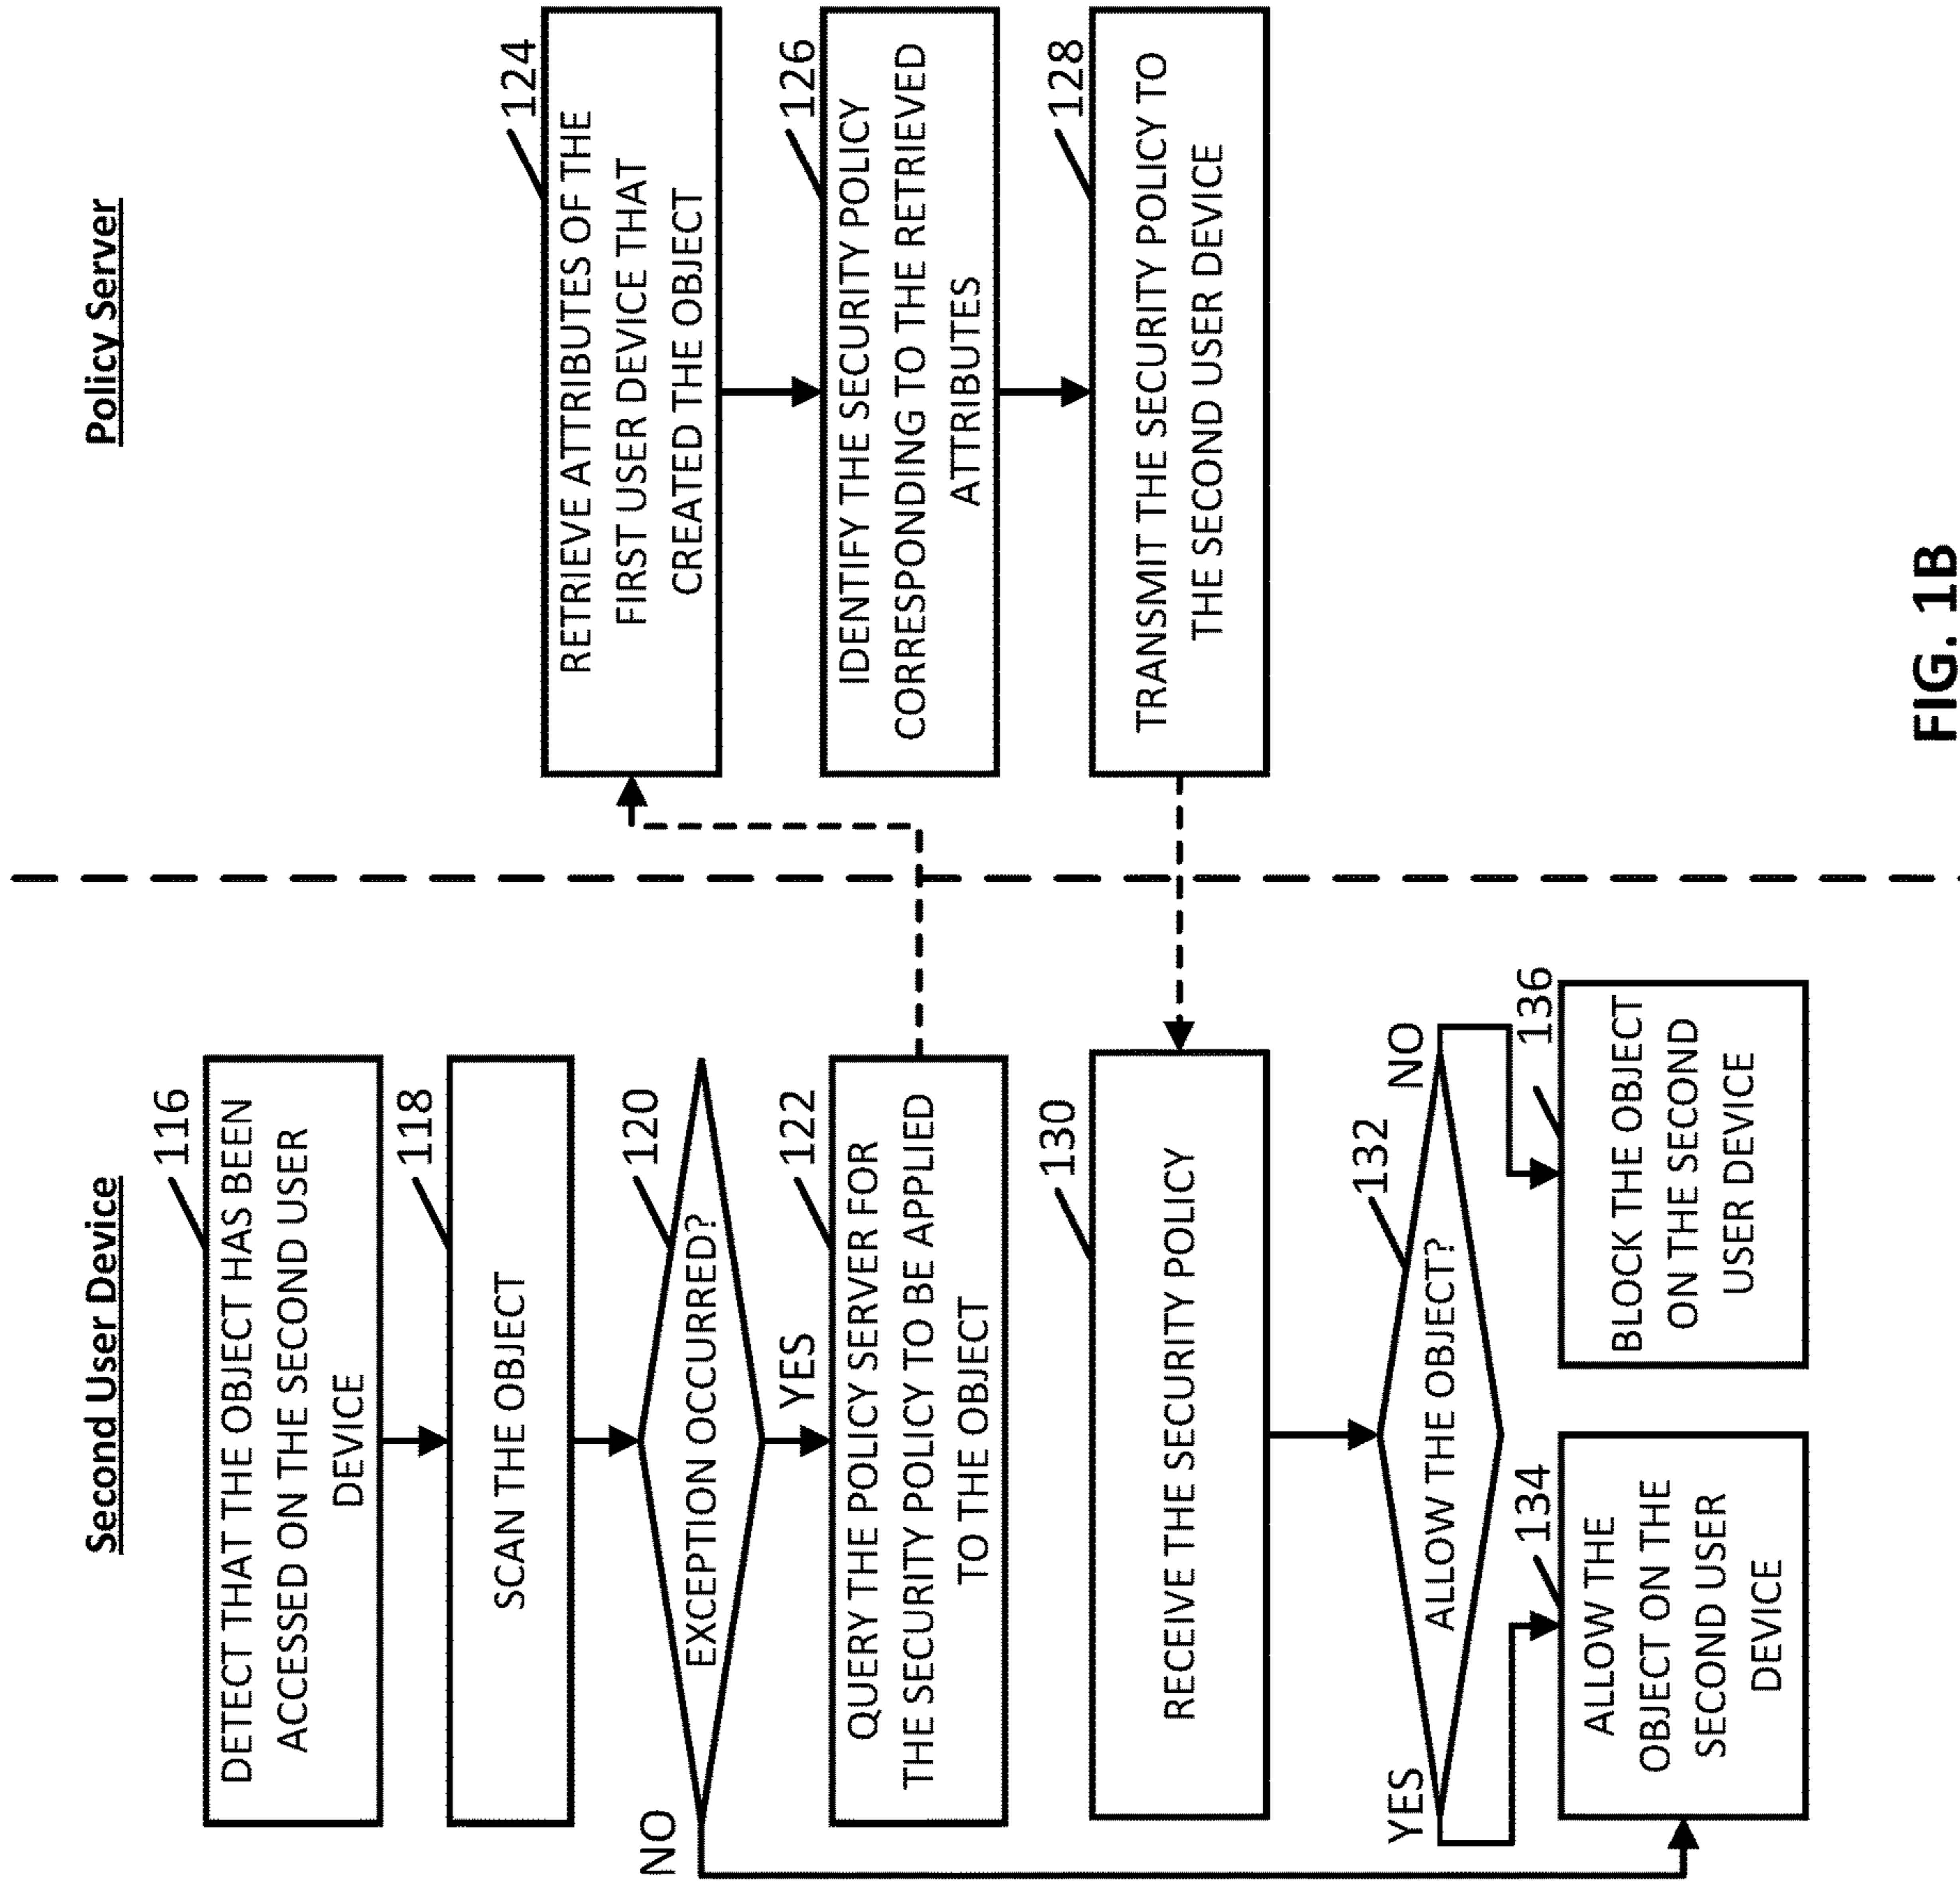 Second User Device
116
DETECT THAT THE OBJECT HAS BEEN
ACCESSED ON THE SECOND USER
DEVICE
118
SCAN THE OBJECT
120
EXCEPTION OCCURRED?
NO
YES
122
QUERY THE POLICY SERVER FOR
THE SECURITY POLICY TO BE APPLIED
TO THE OBJECT
Policy Server
124
RETRIEVE ATTRIBUTES OF THE
FIRST USER DEVICE THAT
CREATED THE OBJECT
126
IDENTIFY THE SECURITY POLICY
CORRESPONDING TO THE RETRIEVED
ATTRIBUTES
128
TRANSMIT THE SECURITY POLICY TO
THE SECOND USER DEVICE
130
RECEIVE THE SECURITY POLICY
132
ALLOW THE OBJECT?
YES
NO
134
ALLOW THE
OBJECT ON THE
SECOND USER
DEVICE
136
BLOCK THE OBJECT
ON THE SECOND
USER DEVICE
FIG. 1B